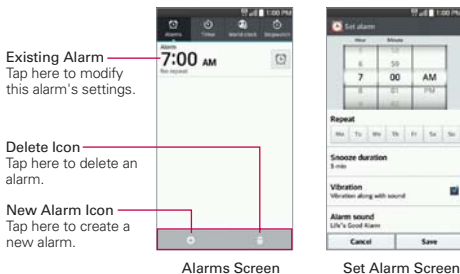 1:00 PM
Alarms Timer World clock Stopwatch
Alarm
7:00 AM
No repeat
Existing Alarm
Tap here to modify
this alarm's settings.
Delete Icon
Tap here to delete an
alarm.
New Alarm Icon
Tap here to create a
new alarm.
Alarms Screen
1:00 PM
Set alarm
Hour Minute
6 59
7 00 AM
8 01 PM
Repeat
Mo Tu We Th Fr Sa Su
Snooze duration
5 min
Vibration
Vibration along with sound
Alarm sound
Life's Good Alarm
Cancel Save
Set Alarm Screen